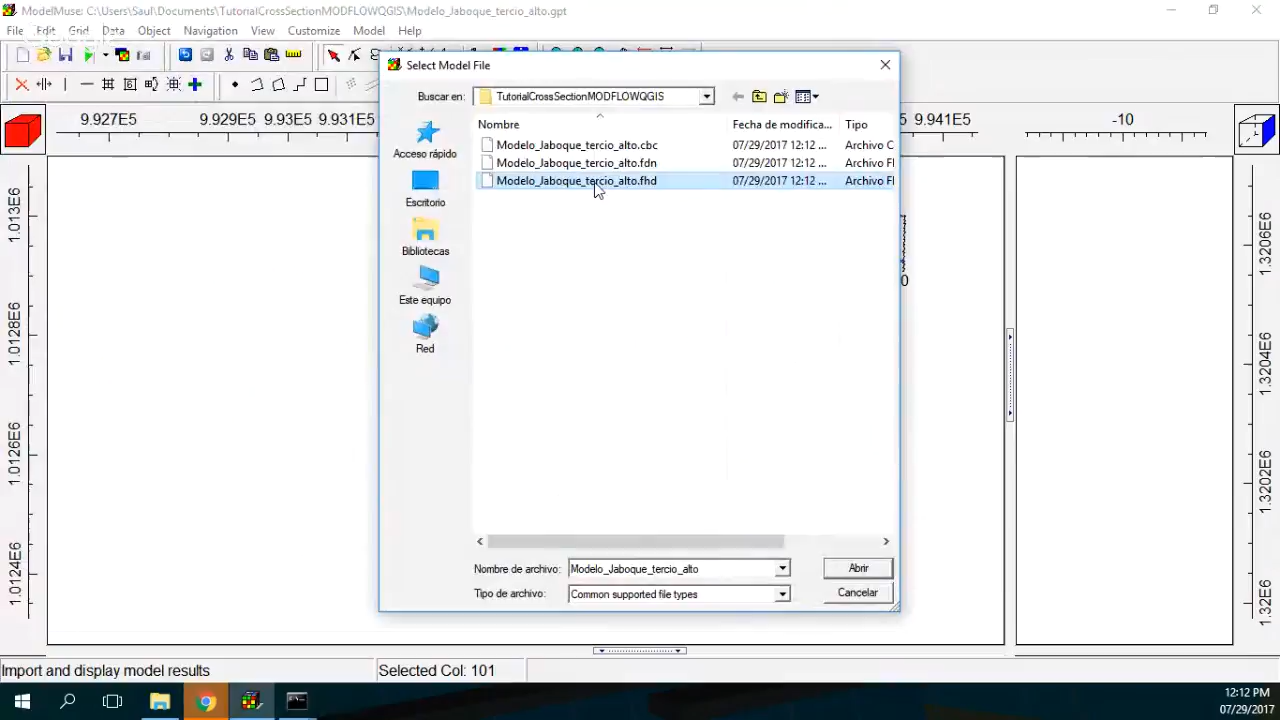 ModelMuse: C:\Users\Saul\Documents\TutorialCrossSectionMODFLOWQGIS\Modelo_Jaboque_tercio_alto.gpt
File Edit Grid Data Object Navigation View Customize Model Help
Select Model File
Buscar en: TutorialCrossSectionMODFLOWQGIS
9.927E5 9.929E5 9.93E5 9.931E5 9.941E5 -10
Nombre Fecha de modifica... Tipo
Modelo_Jaboque_tercio_alto.cbc 07/29/2017 12:12 ... Archivo C
Modelo_Jaboque_tercio_alto.fdn 07/29/2017 12:12 ... Archivo Fl
Modelo_Jaboque_tercio_alto.fhd 07/29/2017 12:12 ... Archivo Fl
Acceso rápido
Escritorio
Bibliotecas
Este equipo
Red
1.013E6
1.0128E6
1.0126E6
1.0124E6
0
1.3206E6
1.3204E6
1.3202E6
1.32E6
Nombre de archivo: Modelo_Jaboque_tercio_alto Abrir
Tipo de archivo: Common supported file types Cancelar
Import and display model results Selected Col: 101
12:12 PM
07/29/2017